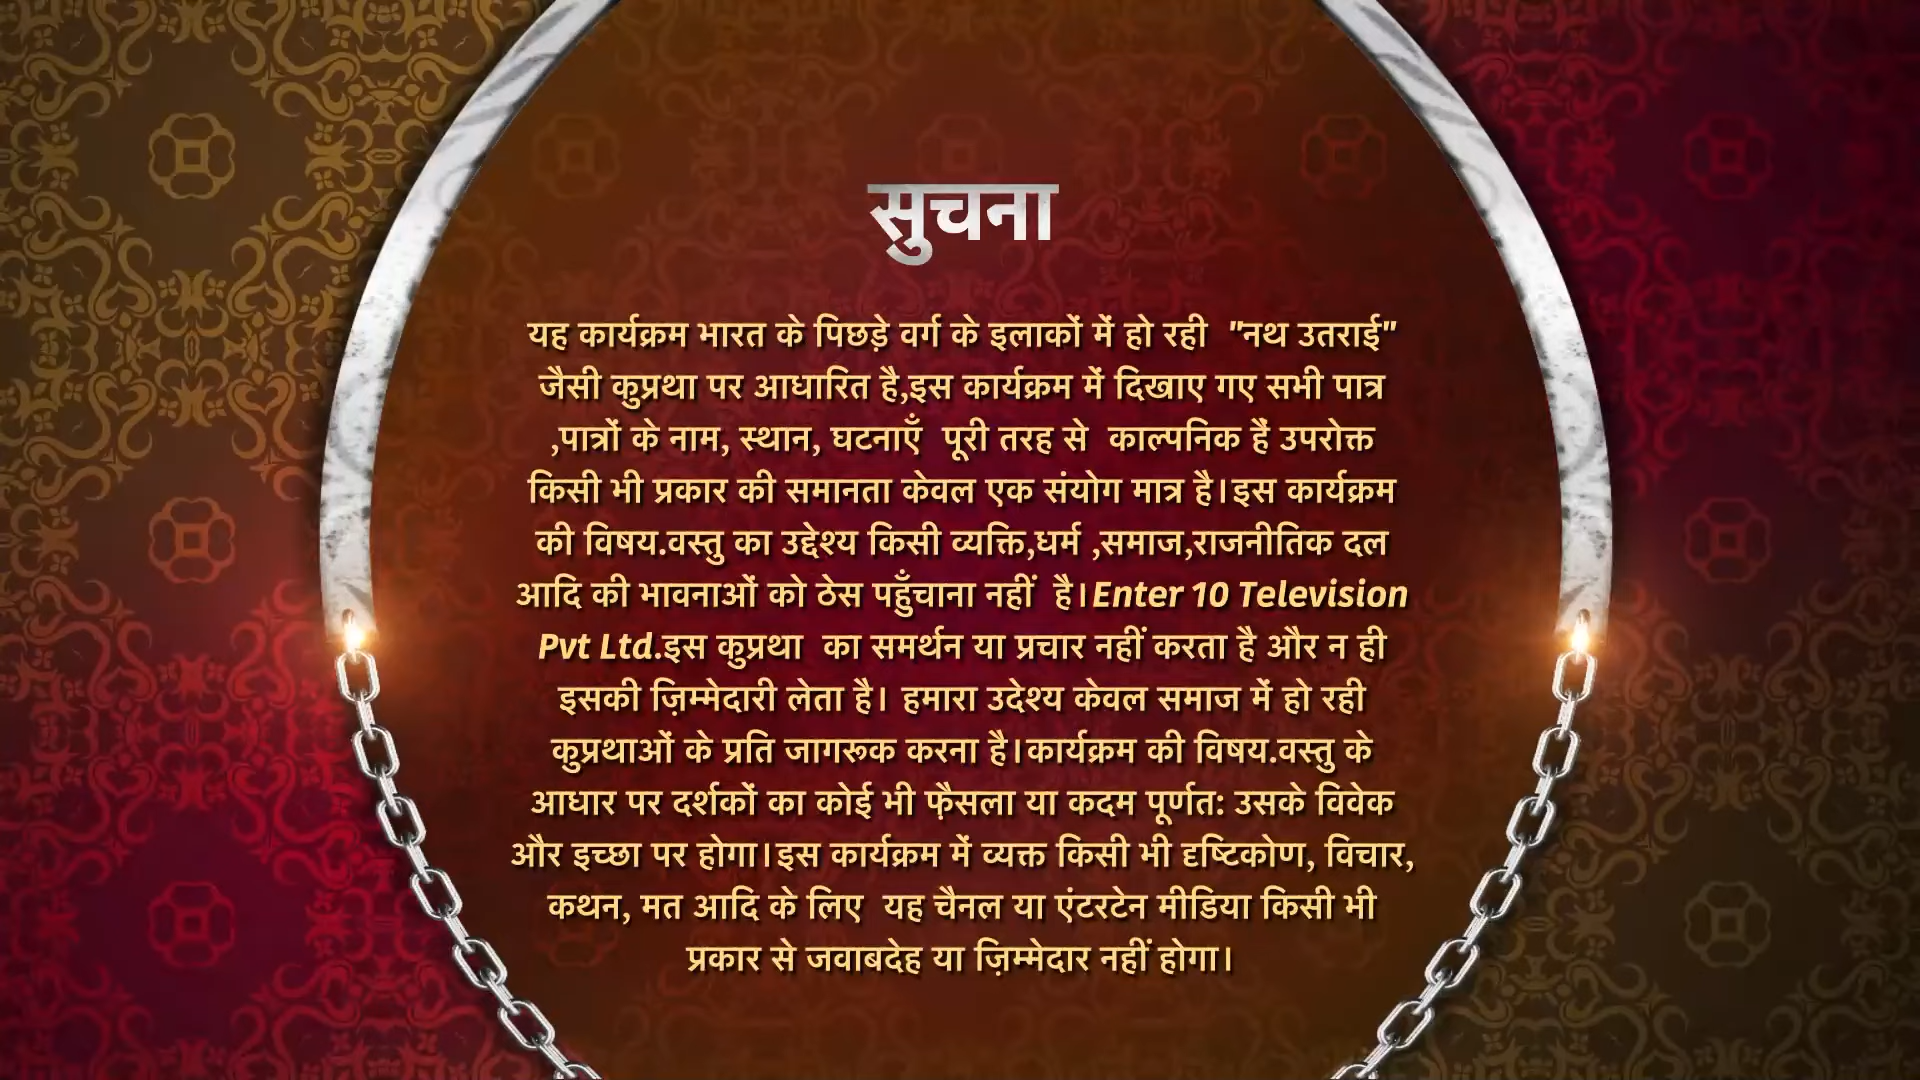 सुचना
यह कार्यक्रम भारत के पिछड़े वर्ग के इलाकों में हो रही "नथ उतराई"
जैसी कुप्रथा पर आधारित है,इस कार्यक्रम में दिखाए गए सभी पात्र
,पात्रों के नाम, स्थान, घटनाएँ पूरी तरह से काल्पनिक हैं उपरोक्त
किसी भी प्रकार की समानता केवल एक संयोग मात्र है।इस कार्यक्रम
की विषय.वस्तु का उद्देश्य किसी व्यक्ति,धर्म ,समाज,राजनीतिक दल
आदि की भावनाओं को ठेस पहुँचाना नहीं है।Enter 10 Television
Pvt Ltd.इस कुप्रथा का समर्थन या प्रचार नहीं करता है और न ही
इसकी ज़िम्मेदारी लेता है। हमारा उदेश्य केवल समाज में हो रही
कुप्रथाओं के प्रति जागरूक करना है।कार्यक्रम की विषय.वस्तु के
आधार पर दर्शकों का कोई भी फ़ैसला या कदम पूर्णत: उसके विवेक
और इच्छा पर होगा।इस कार्यक्रम में व्यक्त किसी भी दृष्टिकोण, विचार,
कथन, मत आदि के लिए यह चैनल या एंटरटेन मीडिया किसी भी
प्रकार से जवाबदेह या ज़िम्मेदार नहीं होगा।